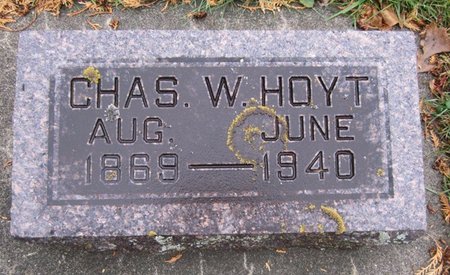 CHAS. W. HOYT
AUG JUNE
1869 — 1940